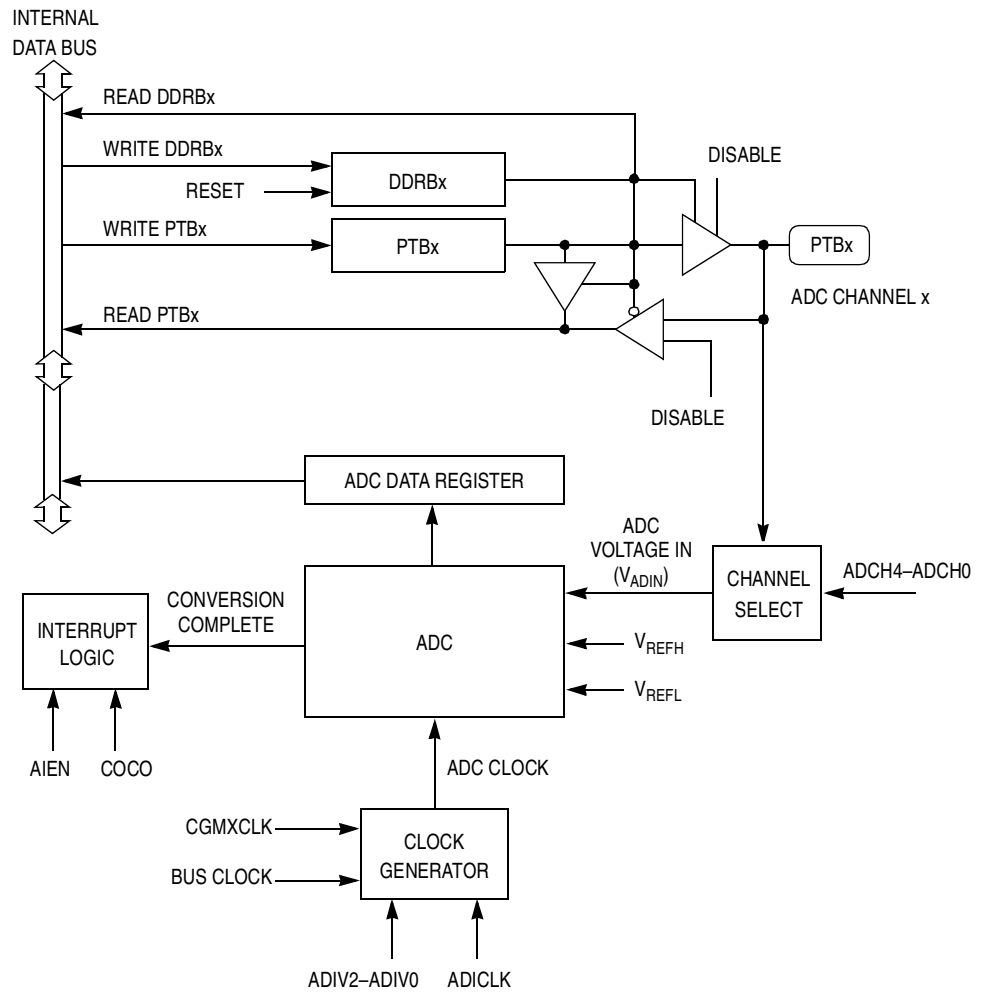 INTERNAL
DATA BUS
READ DDRBx
WRITE DDRBx
DISABLE
DDRBx
RESET
WRITE PTBx
PTBx
PTBx
ADC CHANNEL x
READ PTBx
DISABLE
ADC DATA REGISTER
ADC
VOLTAGE IN
(VADIN)
CHANNEL
SELECT
ADCH4–ADCH0
CONVERSION
COMPLETE
INTERRUPT
LOGIC
ADC
VREFH
VREFL
AIEN
COCO
ADC CLOCK
CGMXCLK
CLOCK
GENERATOR
BUS CLOCK
ADIV2–ADIV0
ADICLK